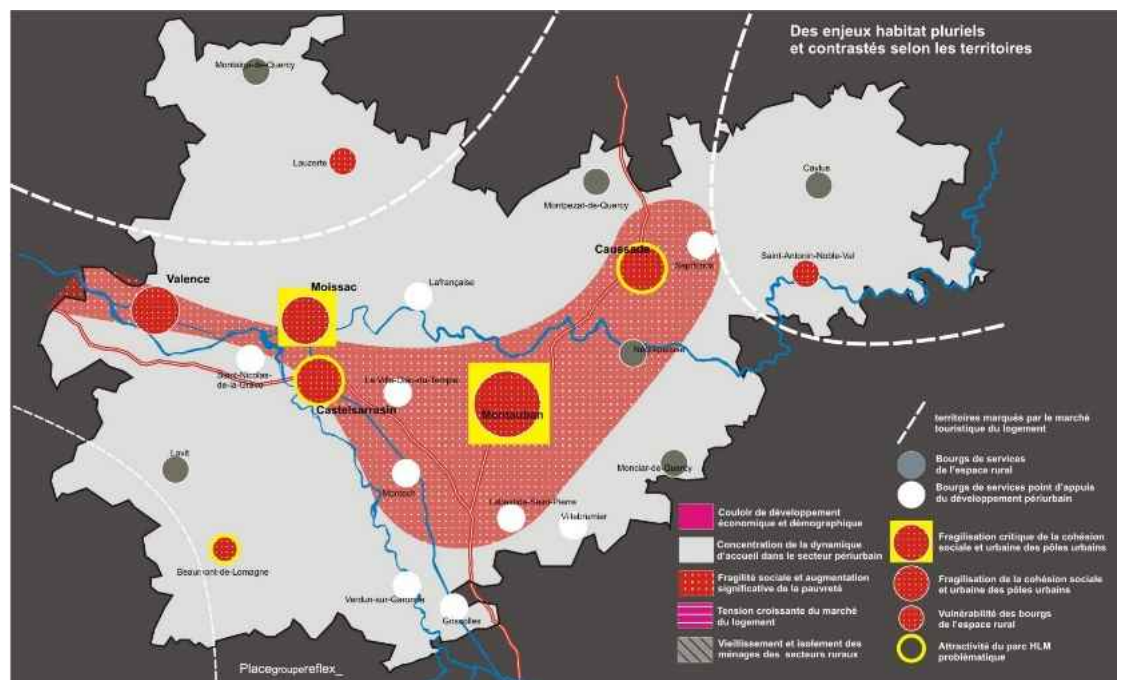 Des enjeux habitat pluriels
et contrastés selon les territoires
Montaigu-de-Quercy
Lauzerte
Montpezat-de-Quercy
Caylus
Caussade
Septfonds
Saint-Antonin-Noble-Val
Valence
Moissac
Lafrançaise
Nègrepelisse
Saint-Nicolas-
de-la-Grave
La Ville-Dieu-du-Temple
Castelsarrasin
Montauban
Lavit
Montech
Monclar-de-Quercy
Labastide-Saint-Pierre
Villebrumier
Beaumont-de-Lomagne
Verdun-sur-Garonne
Grisolles
territoires marqués par le marché
touristique du logement
Bourgs de services
de l'espace rural
Bourgs de services point d'appuis
du développement périurbain
Couloir de développement
économique et démographique
Concentration de la dynamique
d'accueil dans le secteur périurbain
Fragilité sociale et augmentation
significative de la pauvreté
Tension croissante du marché
du logement
Vieillissement et isolement des
ménages des secteurs ruraux
Fragilisation critique de la cohésion
sociale et urbaine des pôles urbains
Fragilisation de la cohésion sociale
et urbaine des pôles urbains
Vulnérabilité des bourgs
de l'espace rural
Attractivité du parc HLM
problématique
Placegroupereflex_